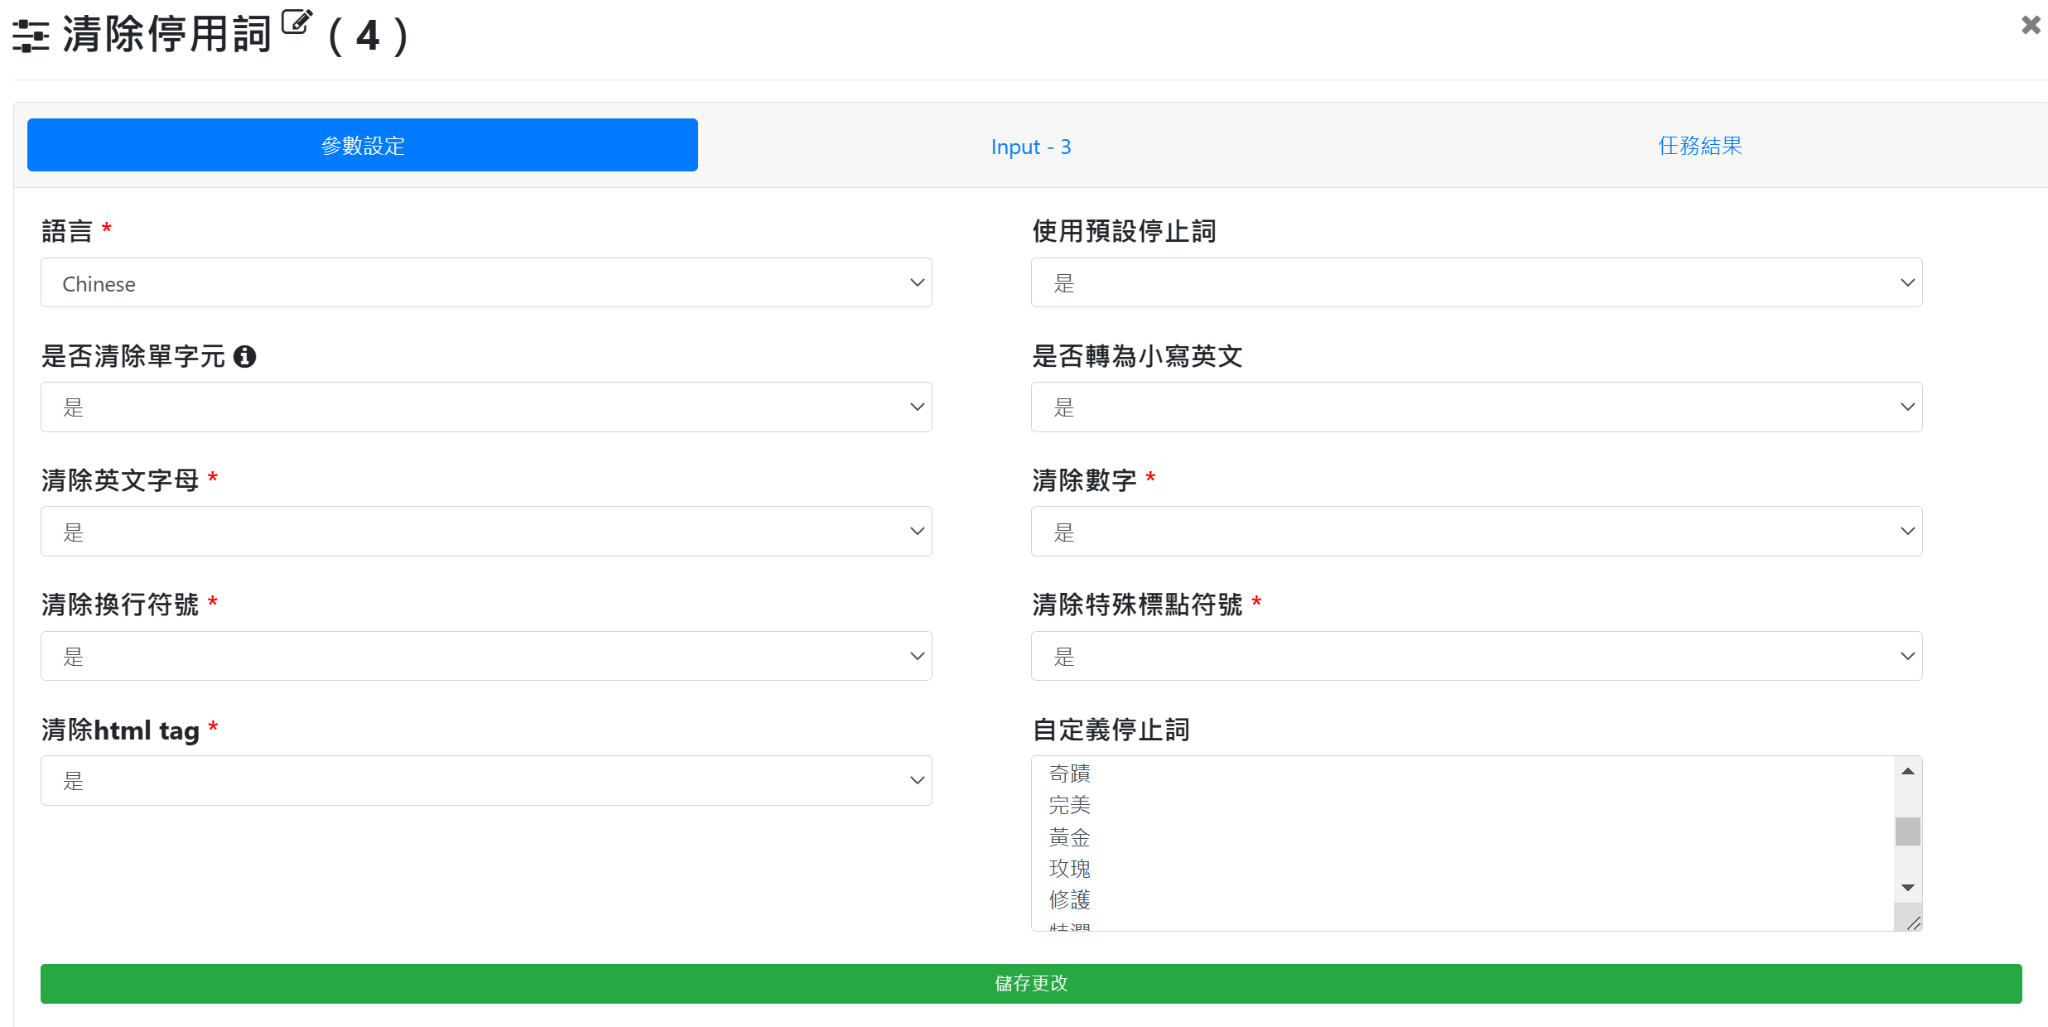 清除停用詞 ( 4 )
參數設定
Input - 3
任務結果
語言 *
使用預設停止詞
Chinese
是
是否清除單字元
是否轉為小寫英文
是
是
清除英文字母 *
清除數字 *
是
是
清除換行符號 *
清除特殊標點符號 *
是
是
清除html tag *
自定義停止詞
是
奇蹟
完美
黃金
玫瑰
修護
儲存更改